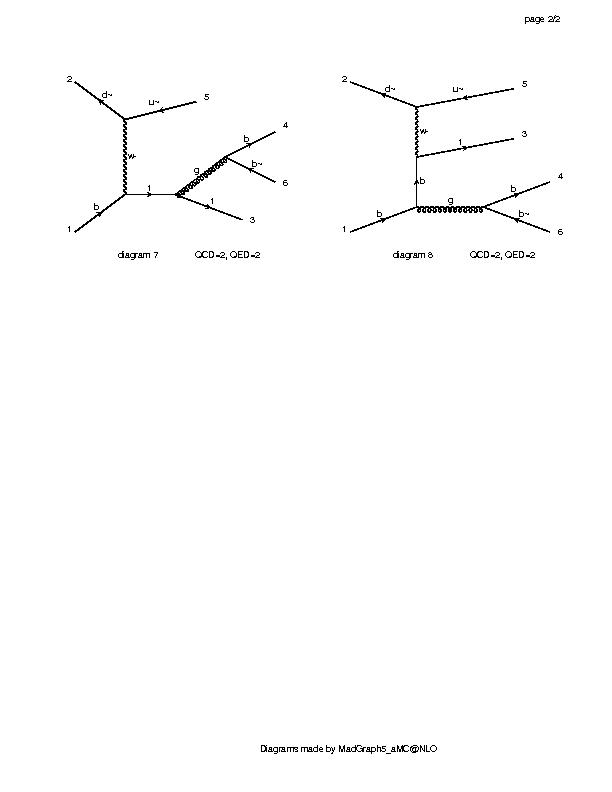 page 2/2
2
d~
u~
5
b
4
w-
g
b~
6
b
t
t
3
1
diagram 7 QCD=2, QED=2
2
d~
u~
5
w-
t
3
b
g
b
4
b
b~
1
6
diagram 8 QCD=2, QED=2
Diagrams made by MadGraph5_aMC@NLO